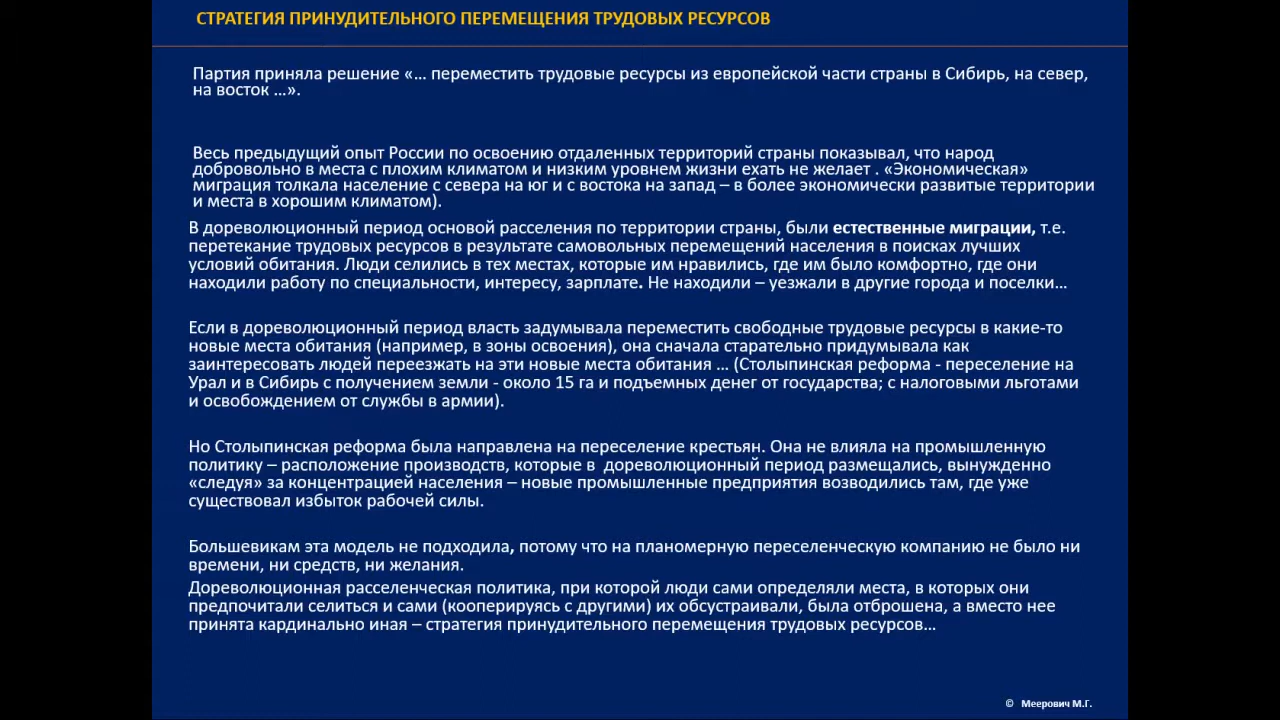 СТРАТЕГИЯ ПРИНУДИТЕЛЬНОГО ПЕРЕМЕЩЕНИЯ ТРУДОВЫХ РЕСУРСОВ
Партия приняла решение «… переместить трудовые ресурсы из европейской части страны в Сибирь, на север,
на восток …».
Весь предыдущий опыт России по освоению отдаленных территорий страны показывал, что народ
добровольно в места с плохим климатом и низким уровнем жизни ехать не желает . «Экономическая»
миграция толкала население с севера на юг и с востока на запад – в более экономически развитые территории
и места в хорошим климатом).
В дореволюционный период основой расселения по территории страны, были естественные миграции, т.е.
перетекание трудовых ресурсов в результате самовольных перемещений населения в поисках лучших
условий обитания. Люди селились в тех местах, которые им нравились, где им было комфортно, где они
находили работу по специальности, интересу, зарплате. Не находили – уезжали в другие города и поселки…
Если в дореволюционный период власть задумывала переместить свободные трудовые ресурсы в какие-то
новые места обитания (например, в зоны освоения), она сначала старательно придумывала как
заинтересовать людей переезжать на эти новые места обитания … (Столыпинская реформа - переселение на
Урал и в Сибирь с получением земли - около 15 га и подъемных денег от государства; с налоговыми льготами
и освобождением от службы в армии).
Но Столыпинская реформа была направлена на переселение крестьян. Она не влияла на промышленную
политику – расположение производств, которые в  дореволюционный период размещались, вынужденно
«следуя» за концентрацией населения – новые промышленные предприятия возводились там, где уже
существовал избыток рабочей силы.
Большевикам эта модель не подходила, потому что на планомерную переселенческую компанию не было ни
времени, ни средств, ни желания.
Дореволюционная расселенческая политика, при которой люди сами определяли места, в которых они
предпочитали селиться и сами (кооперируясь с другими) их обсустраивали, была отброшена, а вместо нее
принята кардинально иная – стратегия принудительного перемещения трудовых ресурсов…
© Меерович М.Г.